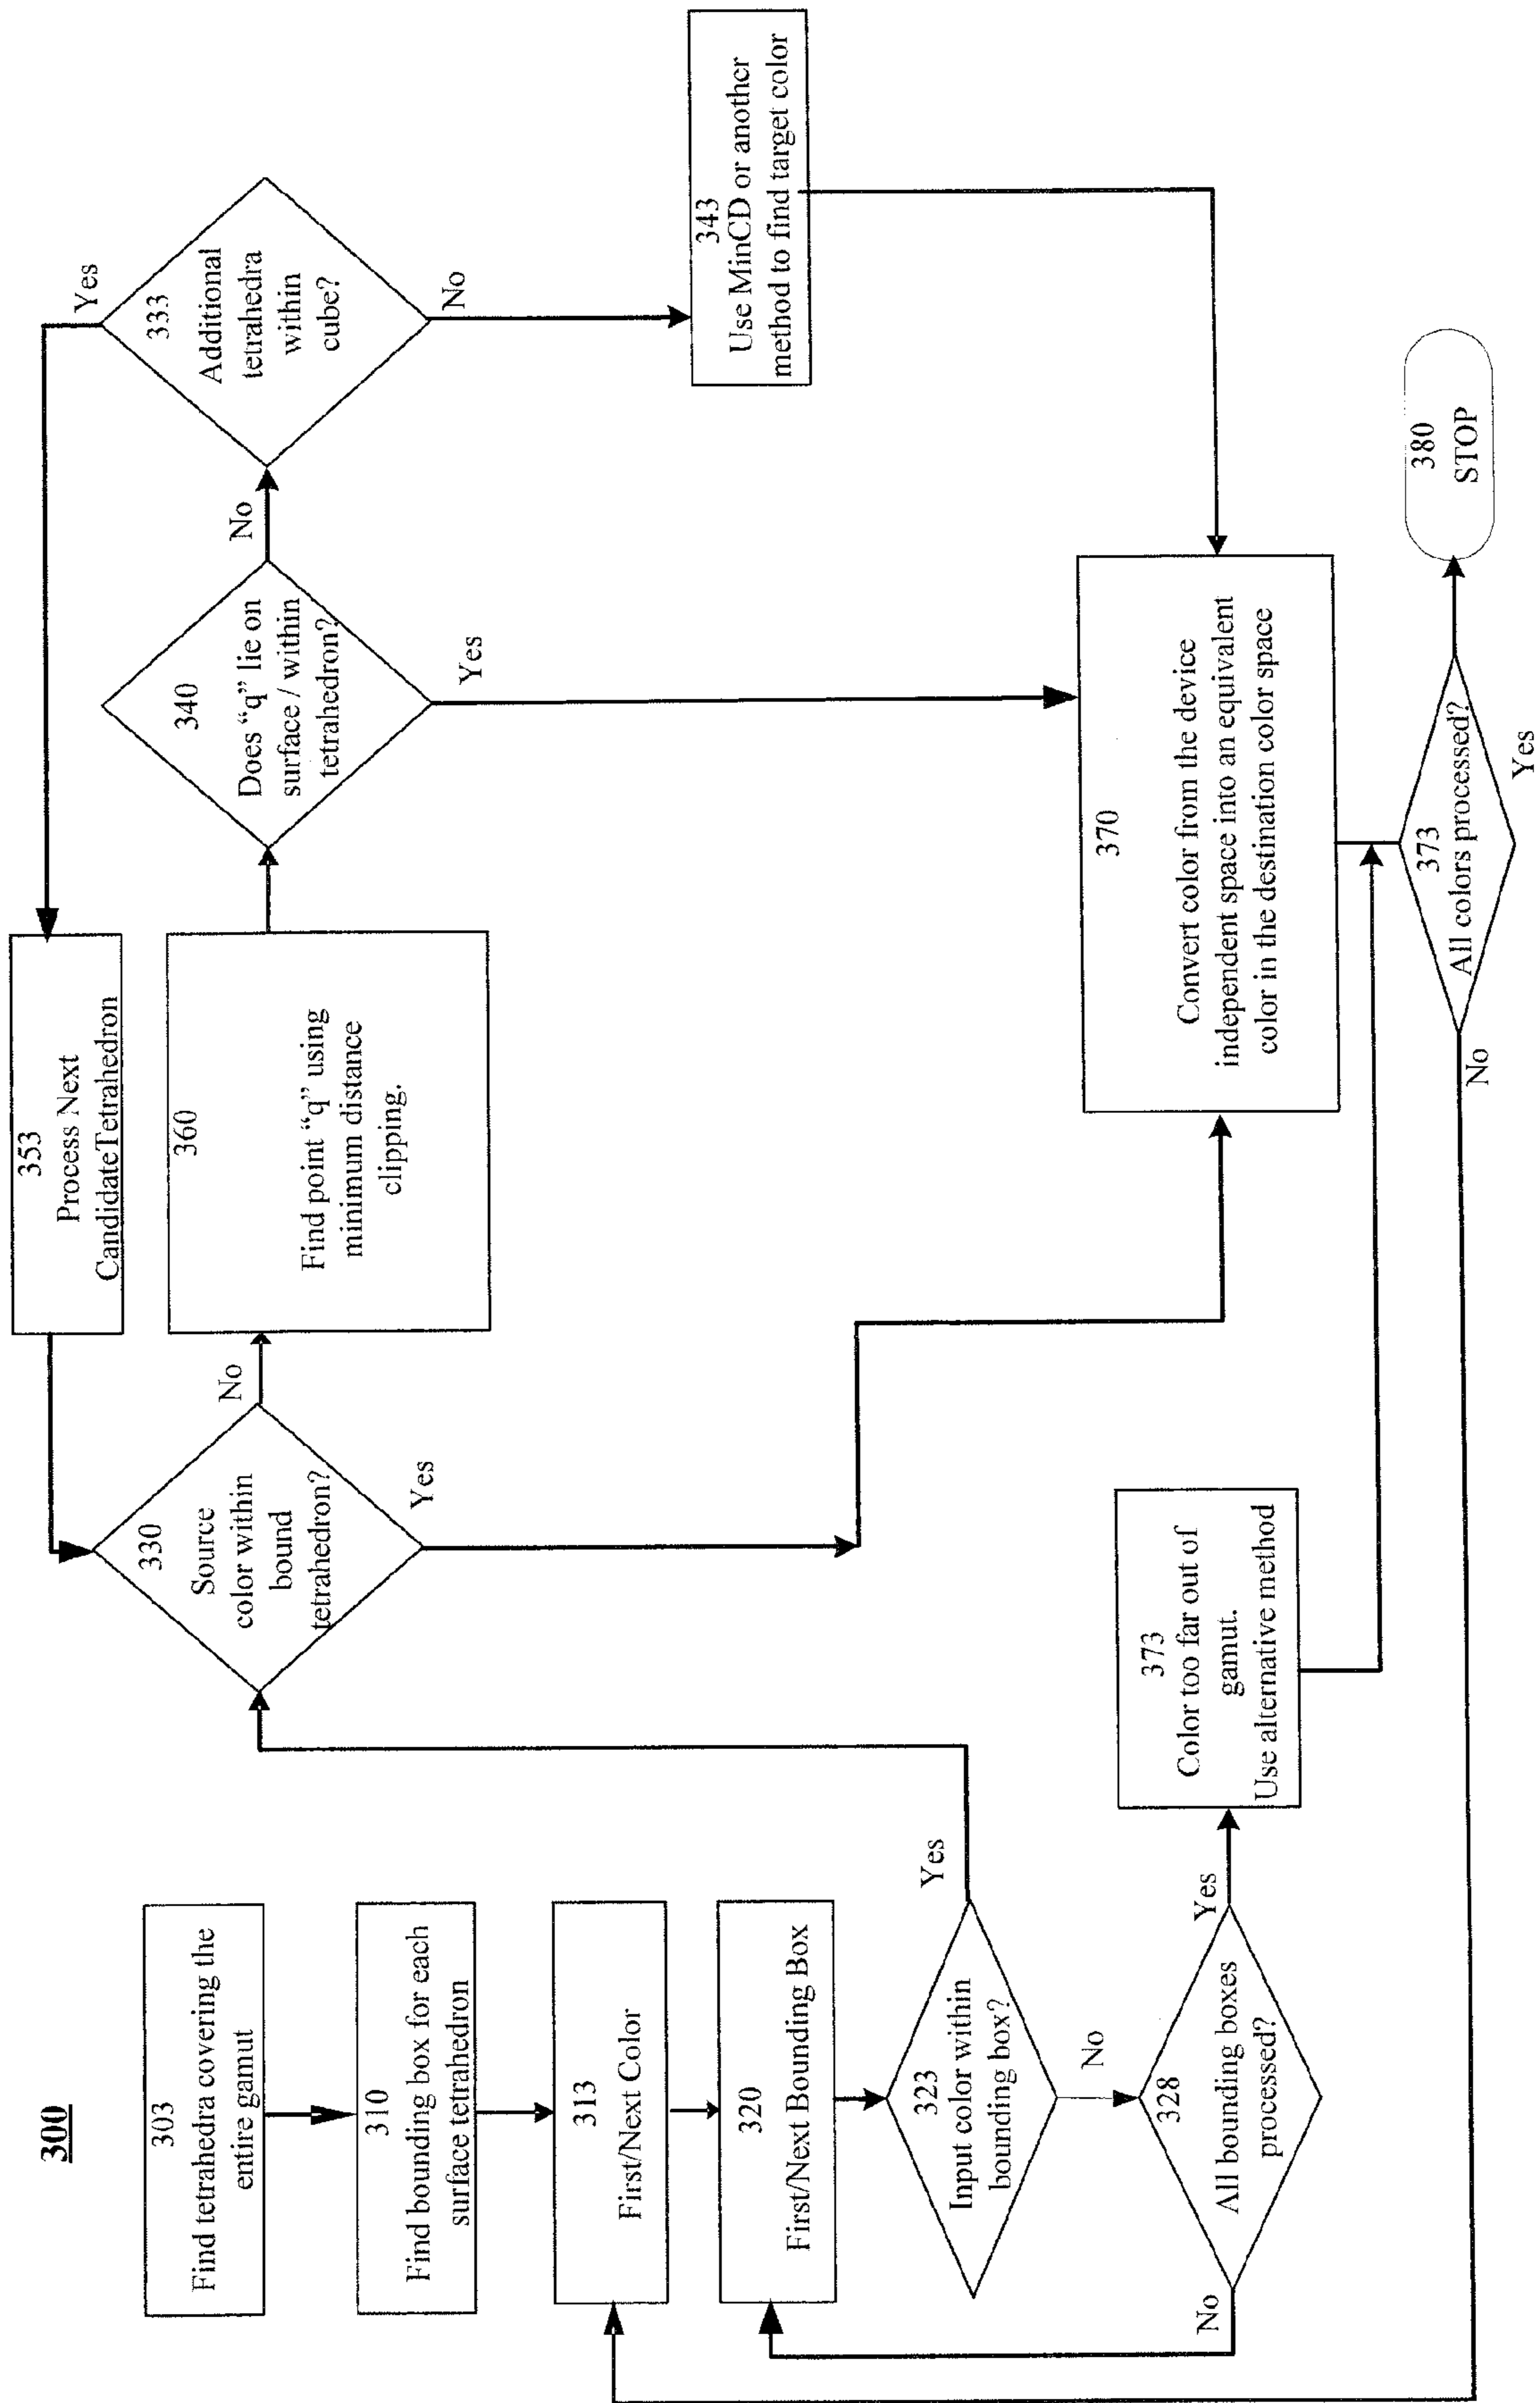 300
303
Find tetrahedra covering the
entire gamut
310
Find bounding box for each
surface tetrahedron
313
First/Next Color
320
First/Next Bounding Box
323
Input color within
bounding box?
Yes
No
328
All bounding boxes
processed?
No
Yes
373
Color too far out of
gamut.
Use alternative method
330
Source
color within
bound
tetrahedron?
No
Yes
353
Process Next
CandidateTetrahedron
360
Find point “q” using
minimum distance
clipping.
340
Does “q” lie on
surface / within
tetrahedron?
No
Yes
333
Additional
tetrahedra
within
cube?
Yes
No
343
Use MinCD or another
method to find target color
370
Convert color from the device
independent space into an equivalent
color in the destination color space
373
All colors processed?
No
Yes
380
STOP